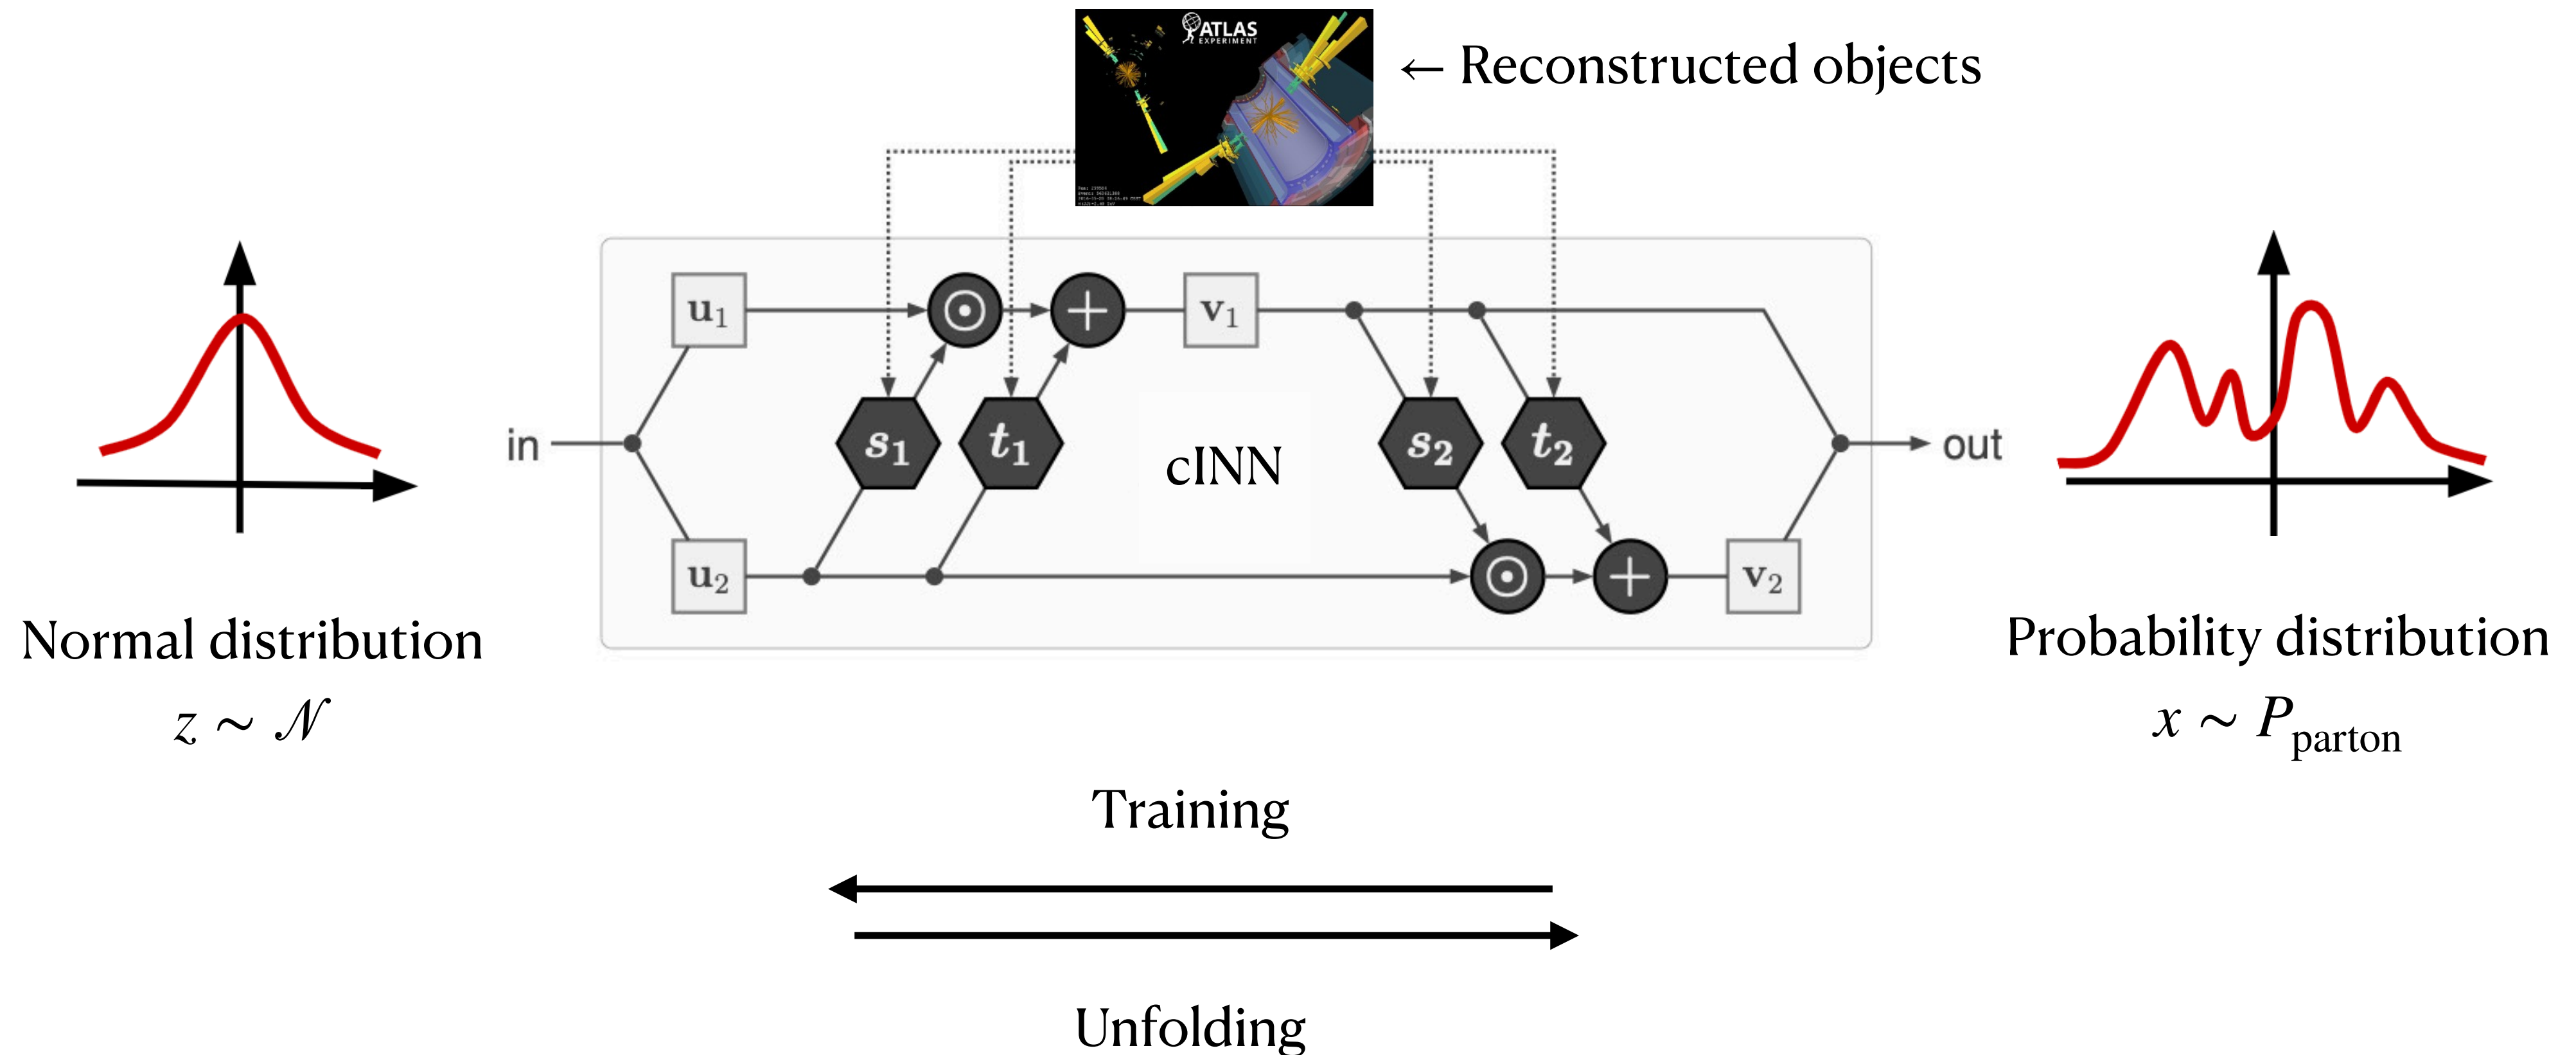 ATLAS
EXPERIMENT
← Reconstructed objects
u₁
v₁
in
s₁
t₁
cINN
s₂
t₂
out
u₂
v₂
Normal distribution
z ∼ 𝒩
Probability distribution
x ∼ P_parton
Training
Unfolding